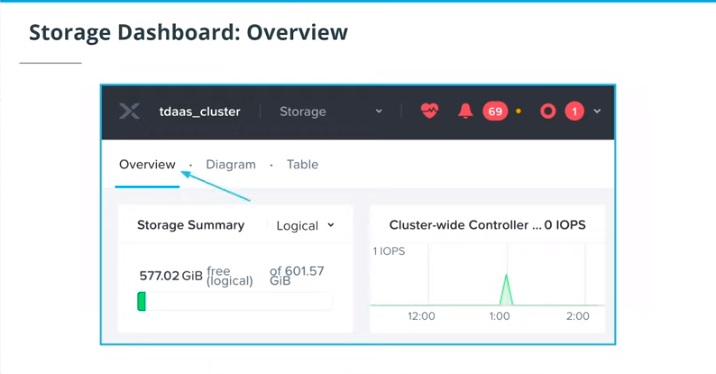 Storage Dashboard: Overview
tdaas_cluster Storage 69 1
Overview · Diagram · Table
Storage Summary Logical
Cluster-wide Controller ... 0 IOPS
577.02 GiB free (logical) of 601.57 GiB
1 IOPS
12:00 1:00 2:00